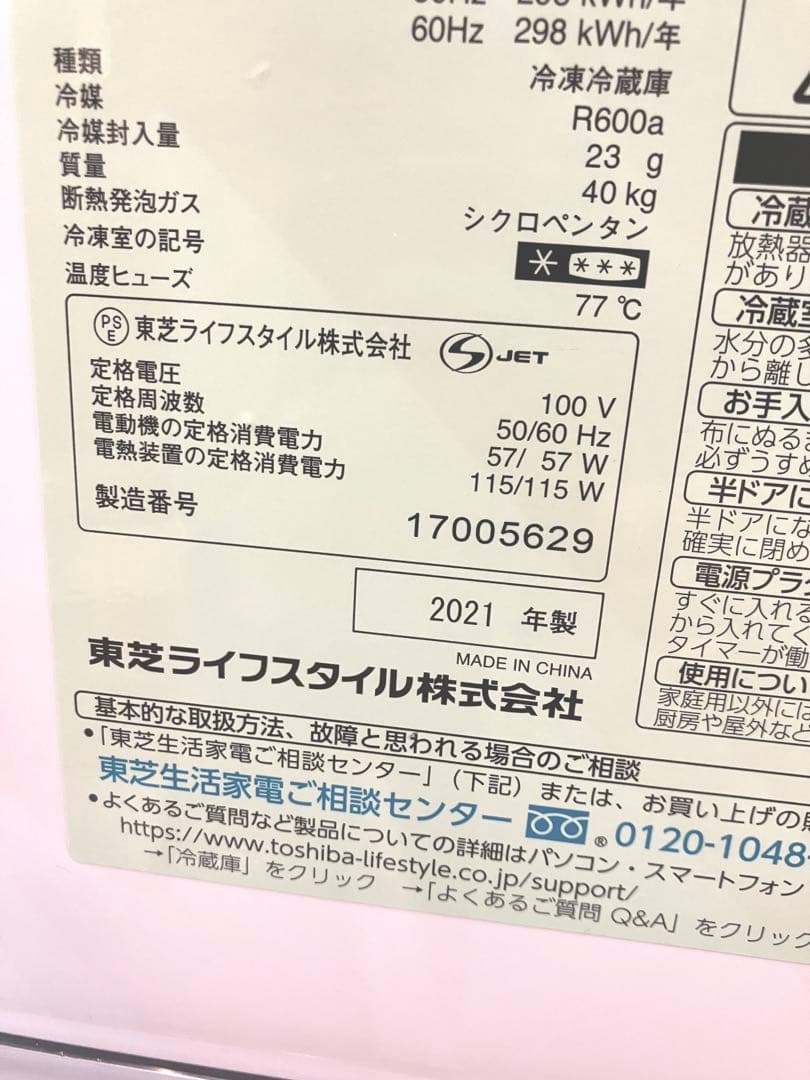 60Hz 298 kWh/年
種類 冷凍冷蔵庫
冷媒 R600a
冷媒封入量 23 g
質量 40 kg
断熱発泡ガス シクロペンタン
冷凍室の記号 * ***
温度ヒューズ 77 ℃
PSE 東芝ライフスタイル株式会社 S JET
定格電圧 100 V
定格周波数 50/60 Hz
電動機の定格消費電力 57/ 57 W
電熱装置の定格消費電力 115/115 W
製造番号 17005629
2021 年製
MADE IN CHINA
東芝ライフスタイル株式会社
基本的な取扱方法、故障と思われる場合のご相談
•「東芝生活家電ご相談センター」(下記)または、お買い上げの
東芝生活家電ご相談センター ® 0120-1048-
•よくあるご質問など製品についての詳細はパソコン・スマートフォン
https://www.toshiba-lifestyle.co.jp/support/
→「冷蔵庫」をクリック →「よくあるご質問 Q&A」をクリック
冷蔵
放熱器
があり
冷蔵室
水分の多
から離し
お手入
布にぬるま
必ずうすめ
半ドアに
半ドアにな
確実に閉め
電源プラ
すぐに入れる
から入れてく
タイマーが働
使用につい
家庭用以外には
厨房や屋外など